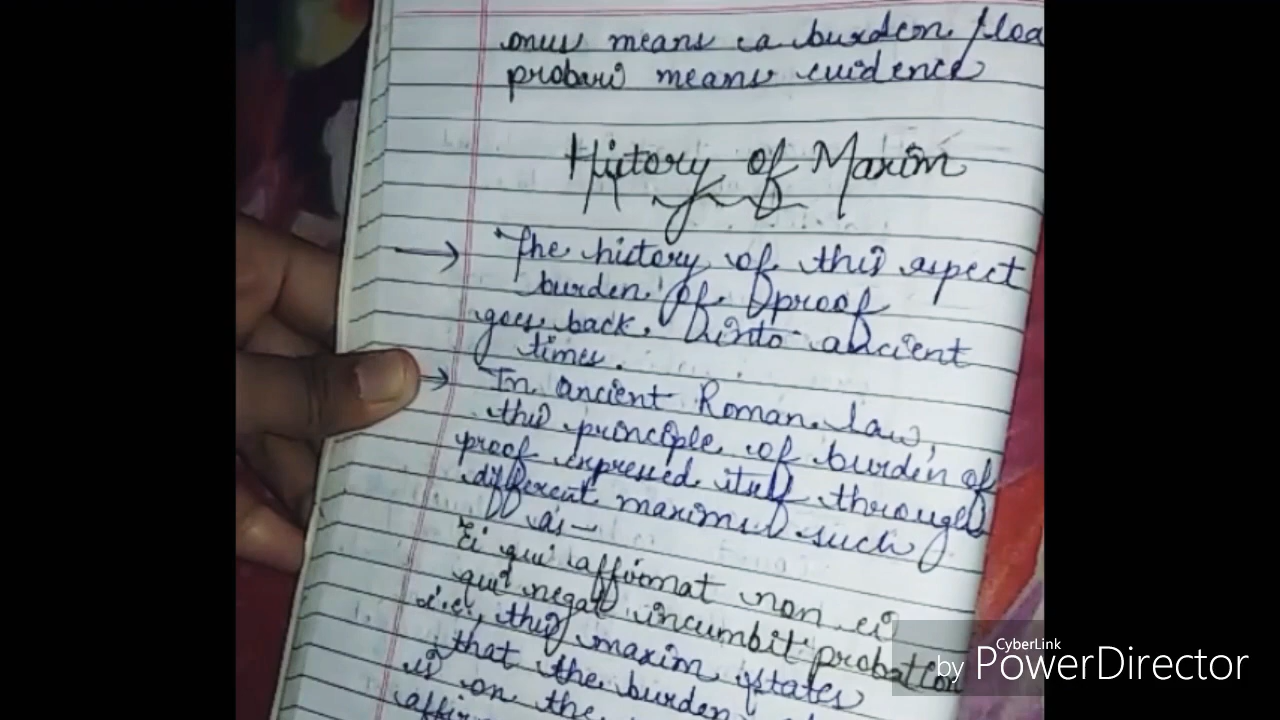 onus means a burden
probari means evidence
History of Maxim
→ The history of this aspect
burden of proof
goes back into ancient
times.
→ In ancient Roman law,
this principle of burden of
proof expressed itself through
different maxims such
as –
Ei qui affirmat non ei
qui negat incumbit probation
i.e., this maxim states
that the burden
is on the
CyberLink
by PowerDirector